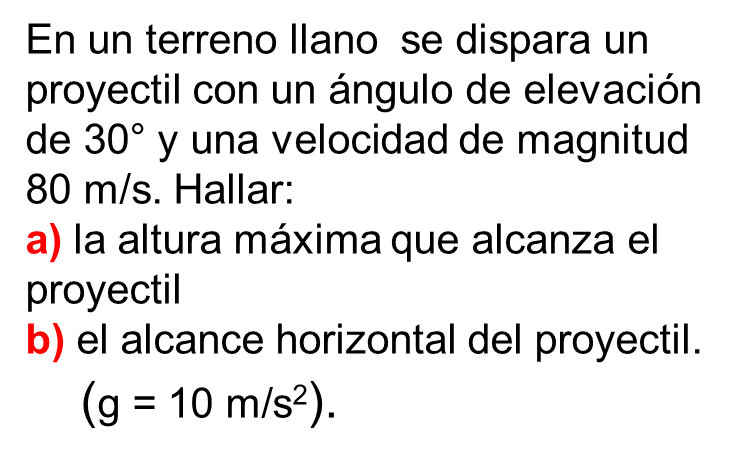 En un terreno llano se dispara un
proyectil con un ángulo de elevación
de 30° y una velocidad de magnitud
80 m/s. Hallar:
a) la altura máxima que alcanza el
proyectil
b) el alcance horizontal del proyectil.
(g = 10 m/s²).